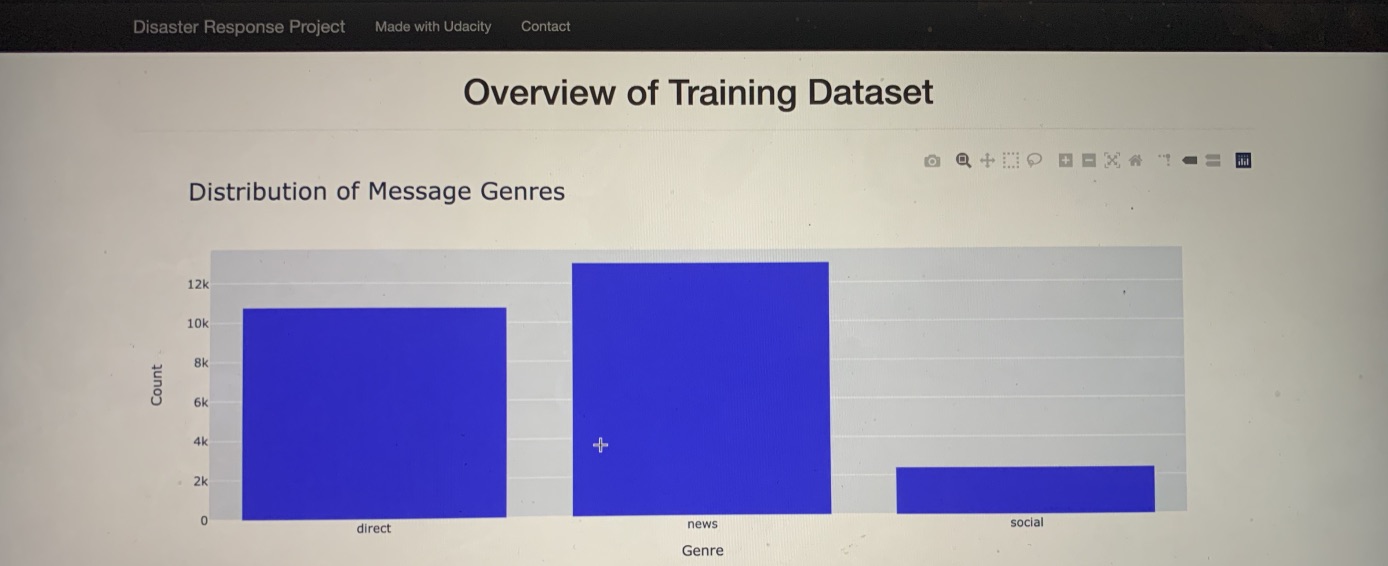 Disaster Response Project Made with Udacity Contact
Overview of Training Dataset
Distribution of Message Genres
12k
10k
8k
6k
4k
2k
0
Count
direct news social
Genre